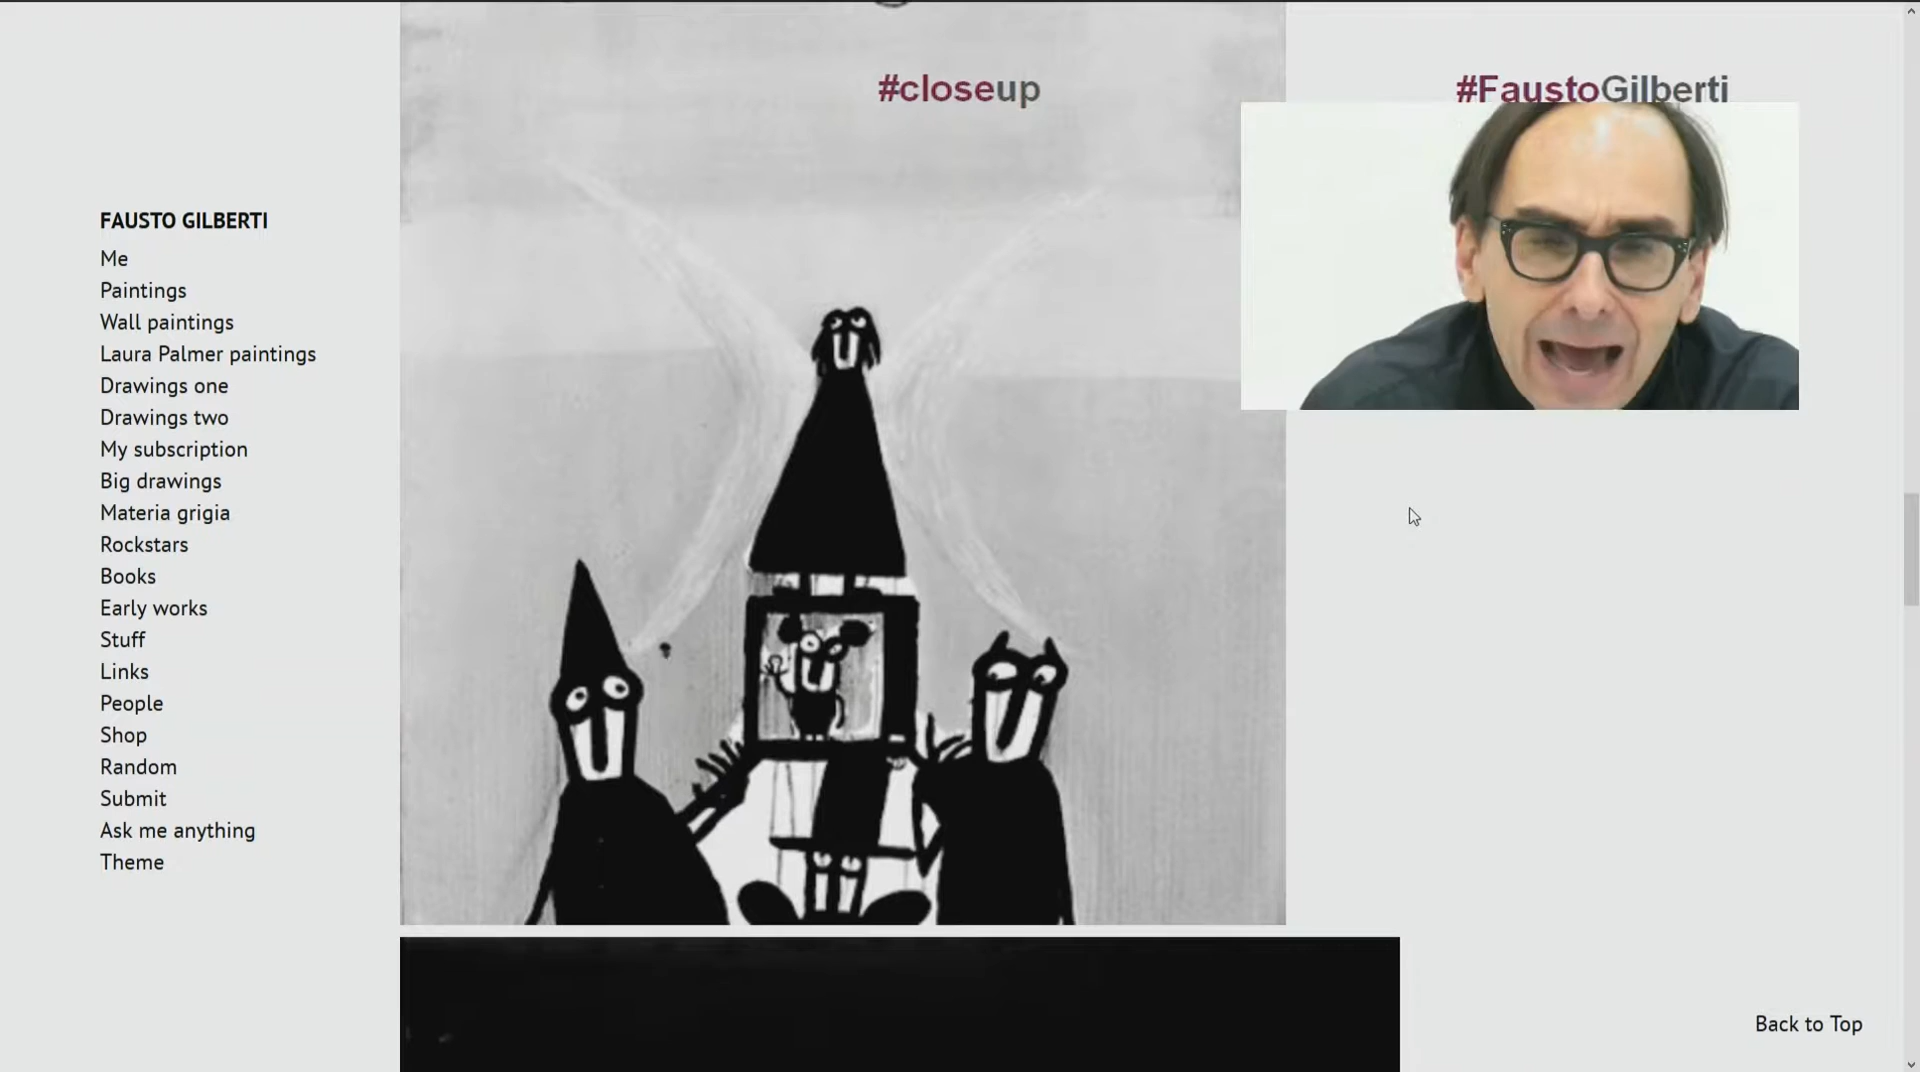 #closeup
#FaustoGilberti
FAUSTO GILBERTI
Me
Paintings
Wall paintings
Laura Palmer paintings
Drawings one
Drawings two
My subscription
Big drawings
Materia grigia
Rockstars
Books
Early works
Stuff
Links
People
Shop
Random
Submit
Ask me anything
Theme
Back to Top